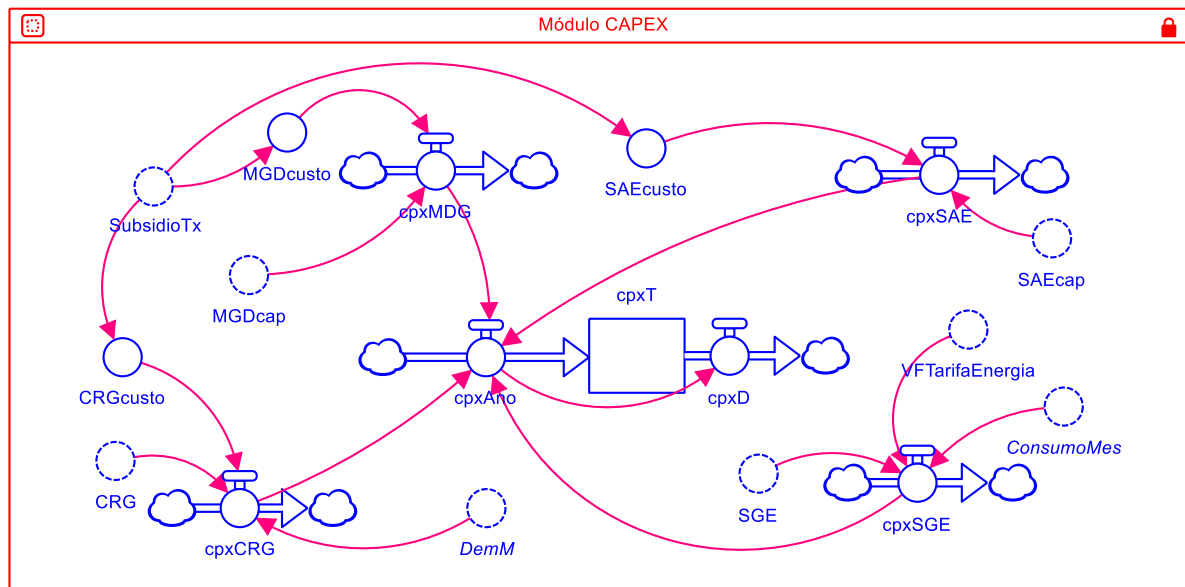 Módulo CAPEX
MGDcusto
SAEcusto
cpxMDG
cpxSAE
SubsidioTx
SAEcap
cpxT
MGDcap
VFTarifaEnergia
CRGcusto
cpxAno
cpxD
ConsumoMes
CRG
SGE
cpxSGE
cpxCRG
DemM